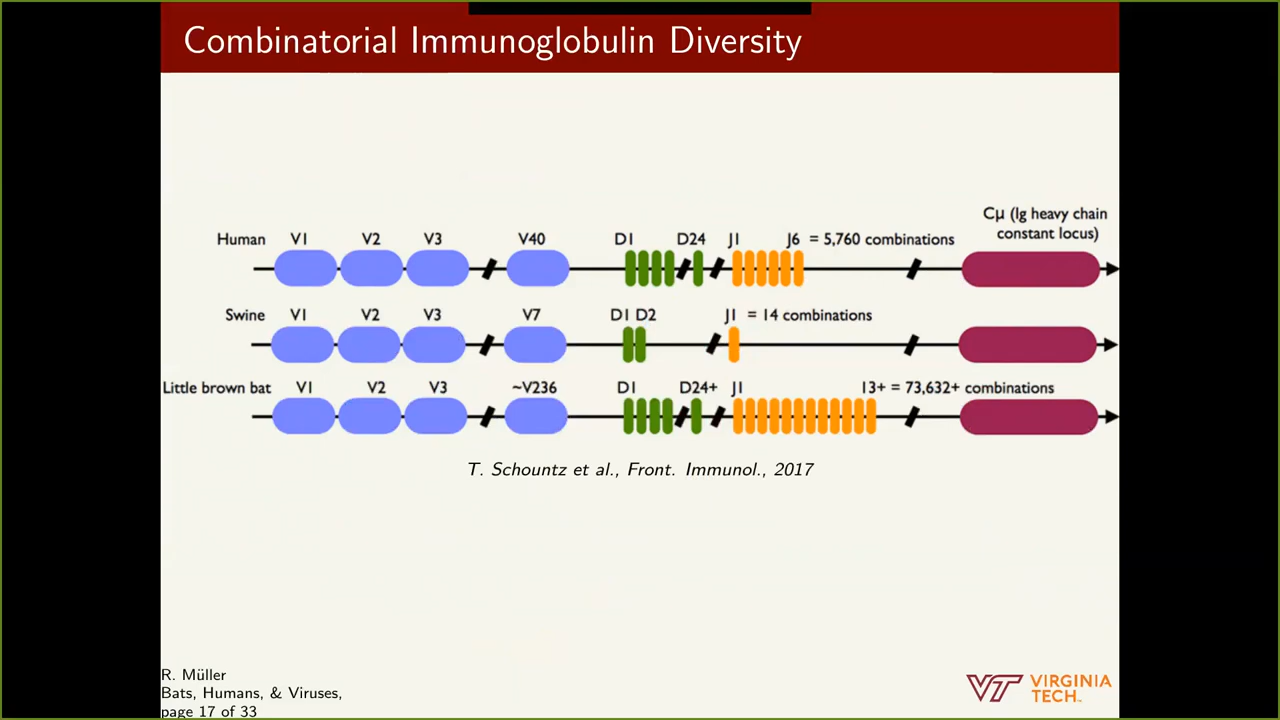 Combinatorial Immunoglobulin Diversity
Cμ (Ig heavy chain
constant locus)
Human V1 V2 V3 V40 D1 D24 J1 J6 = 5,760 combinations
Swine V1 V2 V3 V7 D1 D2 J1 = 14 combinations
Little brown bat V1 V2 V3 ~V236 D1 D24+ J1 13+ = 73,632+ combinations
T. Schountz et al., Front. Immunol., 2017
R. Müller
Bats, Humans, & Viruses,
page 17 of 33
VT VIRGINIA
TECH™